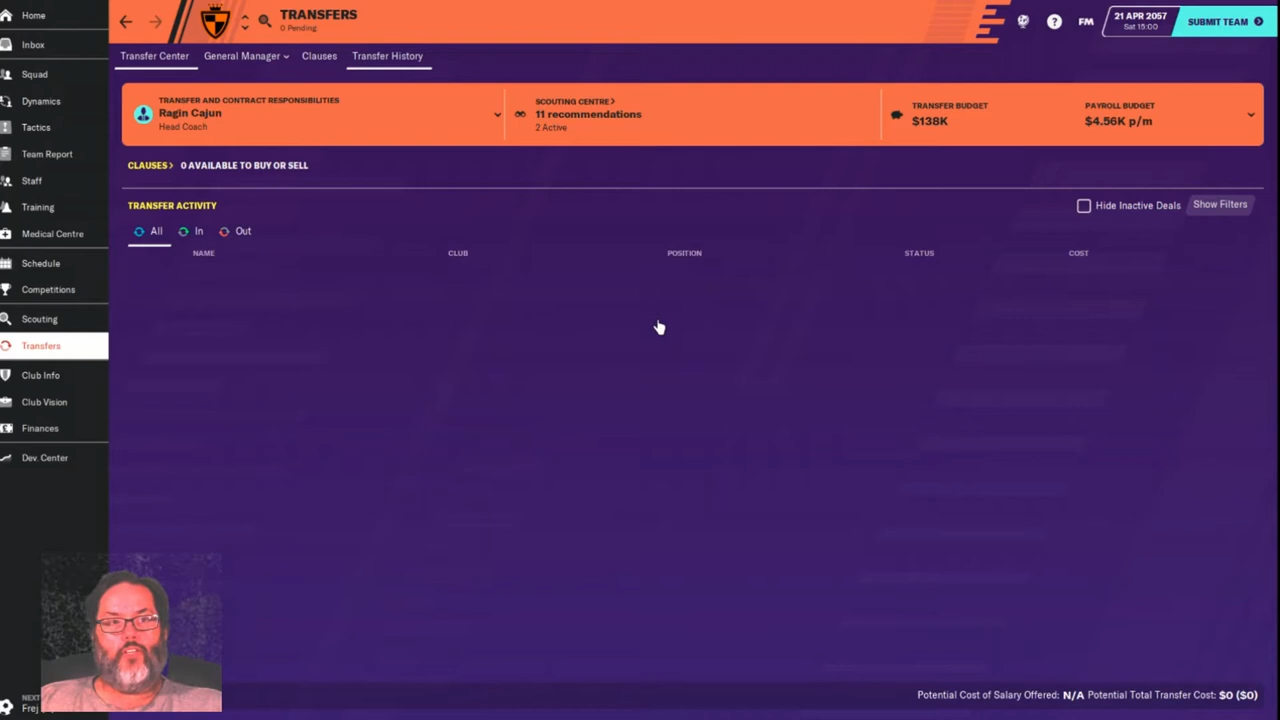 Home
Inbox
Squad
Dynamics
Tactics
Team Report
Staff
Training
Medical Centre
Schedule
Competitions
Scouting
Transfers
Club Info
Club Vision
Finances
Dev. Center
NEXT
Frej
TRANSFERS
0 Pending
FM
21 APR 2057
Sat 15:00
SUBMIT TEAM
Transfer Center
General Manager
Clauses
Transfer History
TRANSFER AND CONTRACT RESPONSIBILITIES
Ragin Cajun
Head Coach
SCOUTING CENTRE >
11 recommendations
2 Active
TRANSFER BUDGET
$138K
PAYROLL BUDGET
$4.56K p/m
CLAUSES > 0 AVAILABLE TO BUY OR SELL
TRANSFER ACTIVITY
Hide Inactive Deals
Show Filters
All
In
Out
NAME CLUB POSITION STATUS COST
Potential Cost of Salary Offered: N/A Potential Total Transfer Cost: $0 ($0)